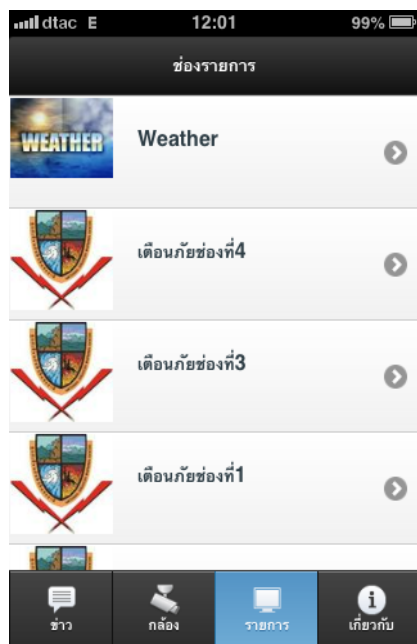 dtac E 12:01 99%
ช่องรายการ
WEATHER
Weather
เตือนภัยช่องที่4
เตือนภัยช่องที่3
เตือนภัยช่องที่1
ข่าว กล้อง รายการ เกี่ยวกับ